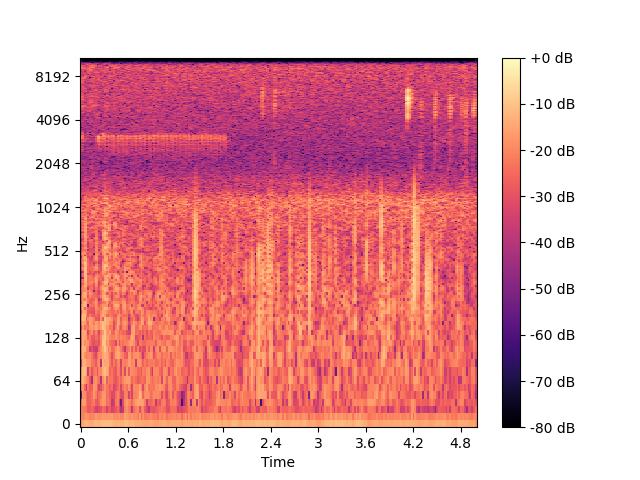 +0 dB
8192
-10 dB
4096
-20 dB
2048
-30 dB
1024
-40 dB
Hz
512
-50 dB
256
-60 dB
128
-70 dB
64
0
-80 dB
0 0.6 1.2 1.8 2.4 3 3.6 4.2 4.8
Time